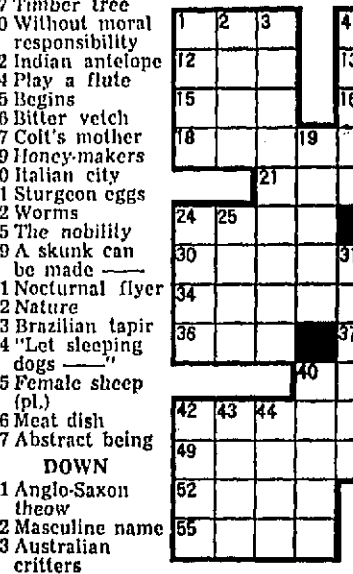 7 Timber tree
0 Without moral
responsibility
2 Indian antelope
4 Play a flute
5 Begins
6 Bitter vetch
7 Colt's mother
9 Honey-makers
0 Italian city
1 Sturgeon eggs
2 Worms
5 The nobility
9 A skunk can
be made ——
1 Nocturnal flyer
2 Nature
3 Brazilian tapir
4 "Let sleeping
dogs ——"
5 Female sheep
(pl.)
6 Meat dish
7 Abstract being
DOWN
1 Anglo-Saxon
theow
2 Masculine name
3 Australian
critters
1 2 3 4
12 13
15 16
18 19
21
24 25
30 31
34
36 37
40
42 43 44
49
52
55